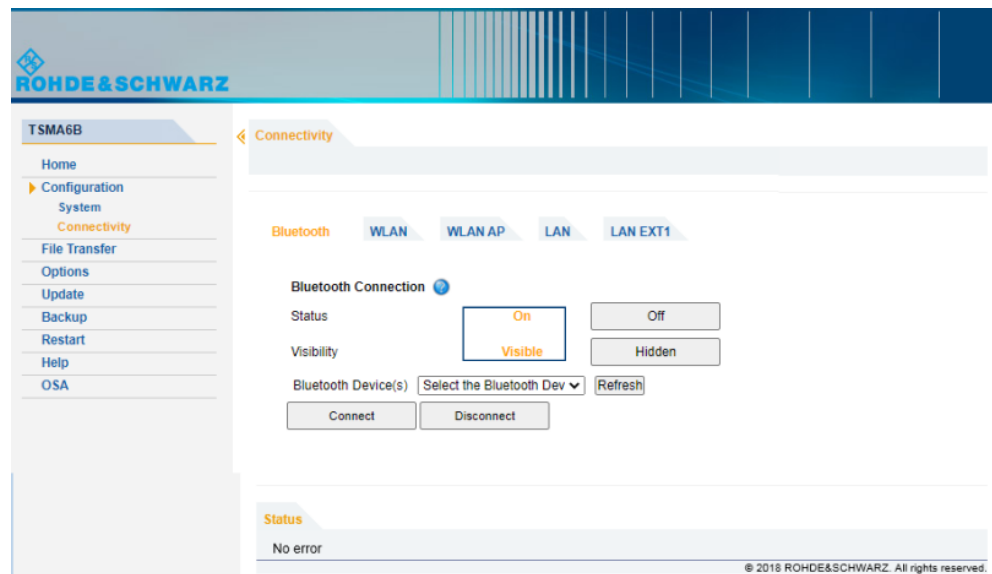 ROHDE&SCHWARZ
TSMA6B
Home
Configuration
System
Connectivity
File Transfer
Options
Update
Backup
Restart
Help
OSA
Connectivity
Bluetooth WLAN WLAN AP LAN LAN EXT1
Bluetooth Connection
Status On Off
Visibility Visible Hidden
Bluetooth Device(s) Select the Bluetooth Dev Refresh
Connect Disconnect
Status
No error
© 2018 ROHDE&SCHWARZ. All rights reserved.